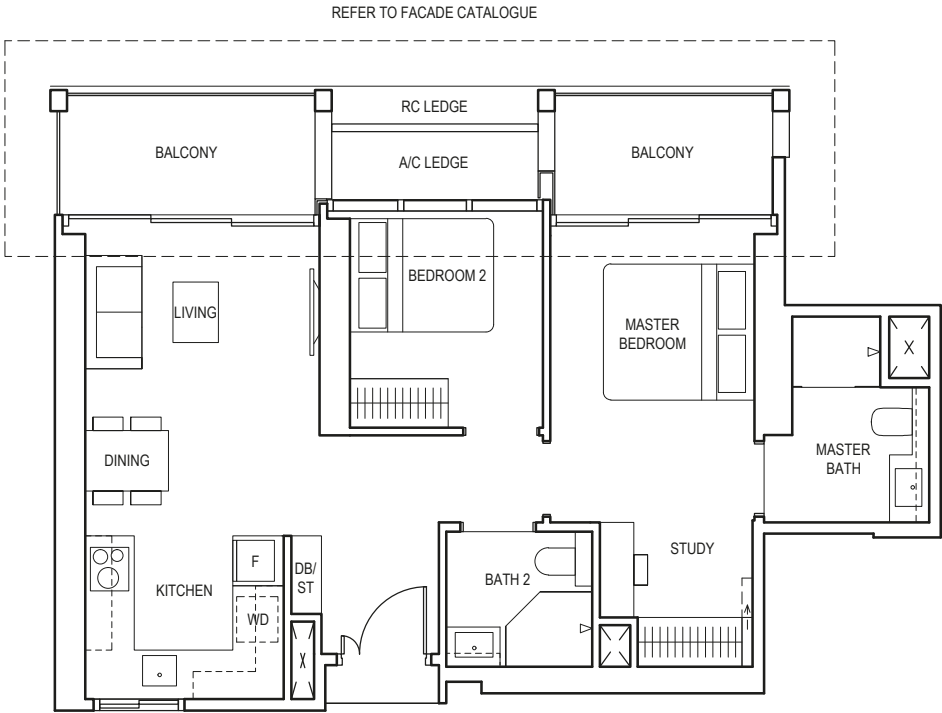 REFER TO FACADE CATALOGUE
RC LEDGE
BALCONY
A/C LEDGE
BALCONY
BEDROOM 2
LIVING
MASTER
BEDROOM
X
DINING
MASTER
BATH
F
DB/
ST
STUDY
KITCHEN
BATH 2
WD
X
X